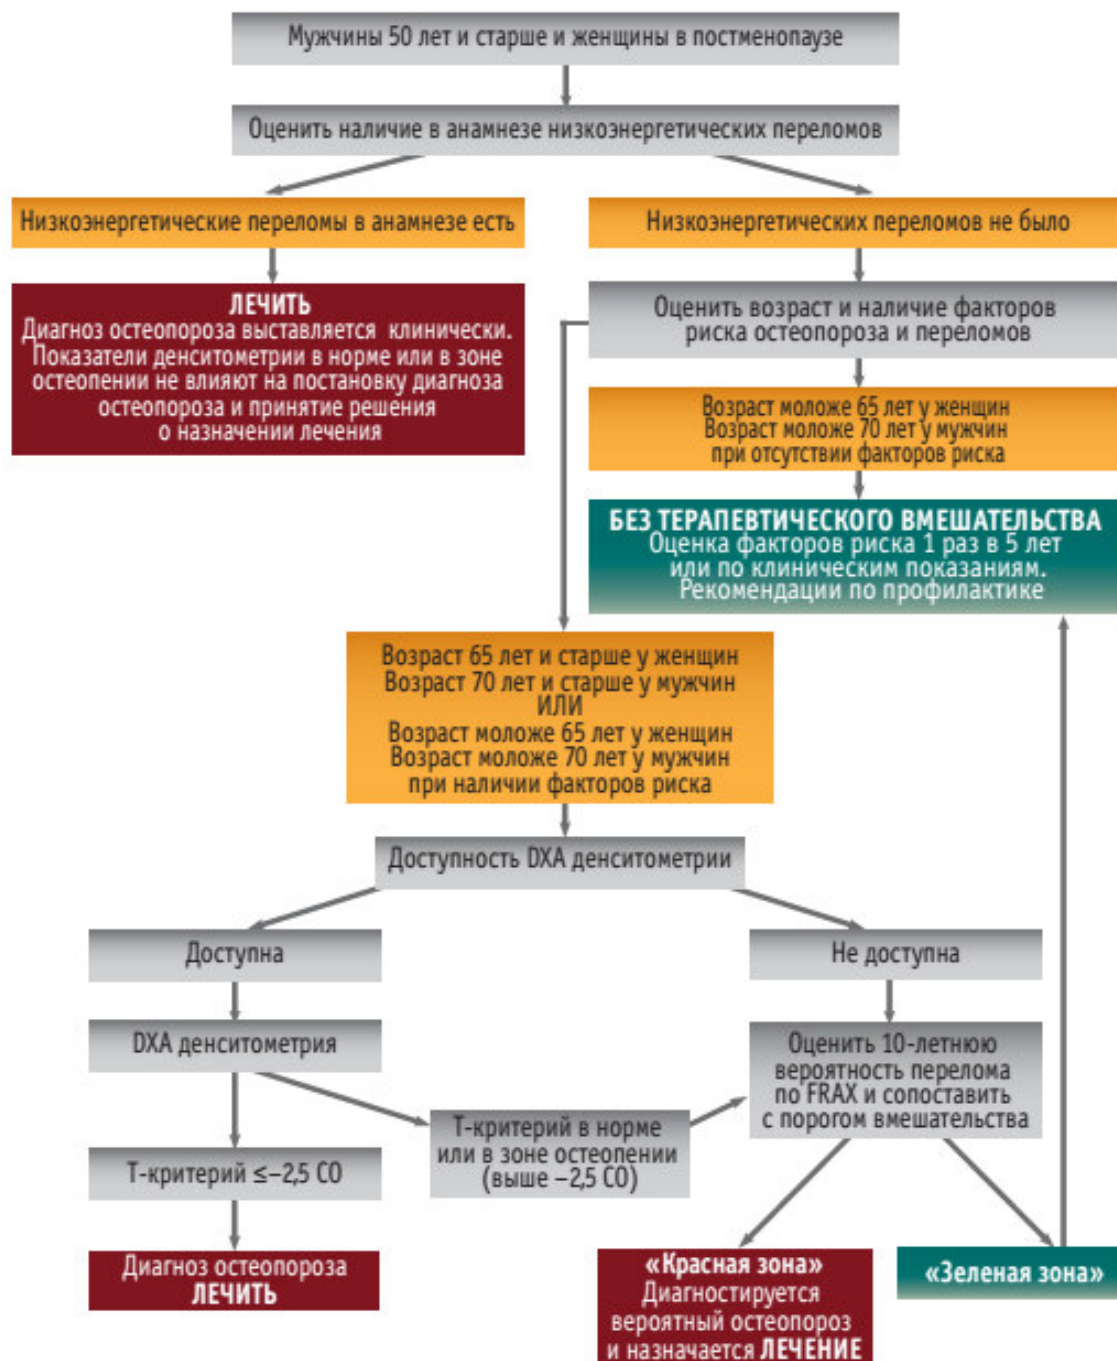 Мужчины 50 лет и старше и женщины в постменопаузе
Оценить наличие в анамнезе низкоэнергетических переломов
Низкоэнергетические переломы в анамнезе есть
Низкоэнергетических переломов не было
ЛЕЧИТЬ
Диагноз остеопороза выставляется клинически.
Показатели денситометрии в норме или в зоне
остеопении не влияют на постановку диагноза
остеопороза и принятие решения
о назначении лечения
Оценить возраст и наличие факторов
риска остеопороза и переломов
Возраст моложе 65 лет у женщин
Возраст моложе 70 лет у мужчин
при отсутствии факторов риска
БЕЗ ТЕРАПЕВТИЧЕСКОГО ВМЕШАТЕЛЬСТВА
Оценка факторов риска 1 раз в 5 лет
или по клиническим показаниям.
Рекомендации по профилактике
Возраст 65 лет и старше у женщин
Возраст 70 лет и старше у мужчин
ИЛИ
Возраст моложе 65 лет у женщин
Возраст моложе 70 лет у мужчин
при наличии факторов риска
Доступность DXA денситометрии
Доступна
Не доступна
DXA денситометрия
Оценить 10-летнюю
вероятность перелома
по FRAX и сопоставить
с порогом вмешательства
Т-критерий в норме
или в зоне остеопении
(выше –2,5 СО)
Т-критерий ≤–2,5 СО
Диагноз остеопороза
ЛЕЧИТЬ
«Красная зона»
Диагностируется
вероятный остеопороз
и назначается ЛЕЧЕНИЕ
«Зеленая зона»